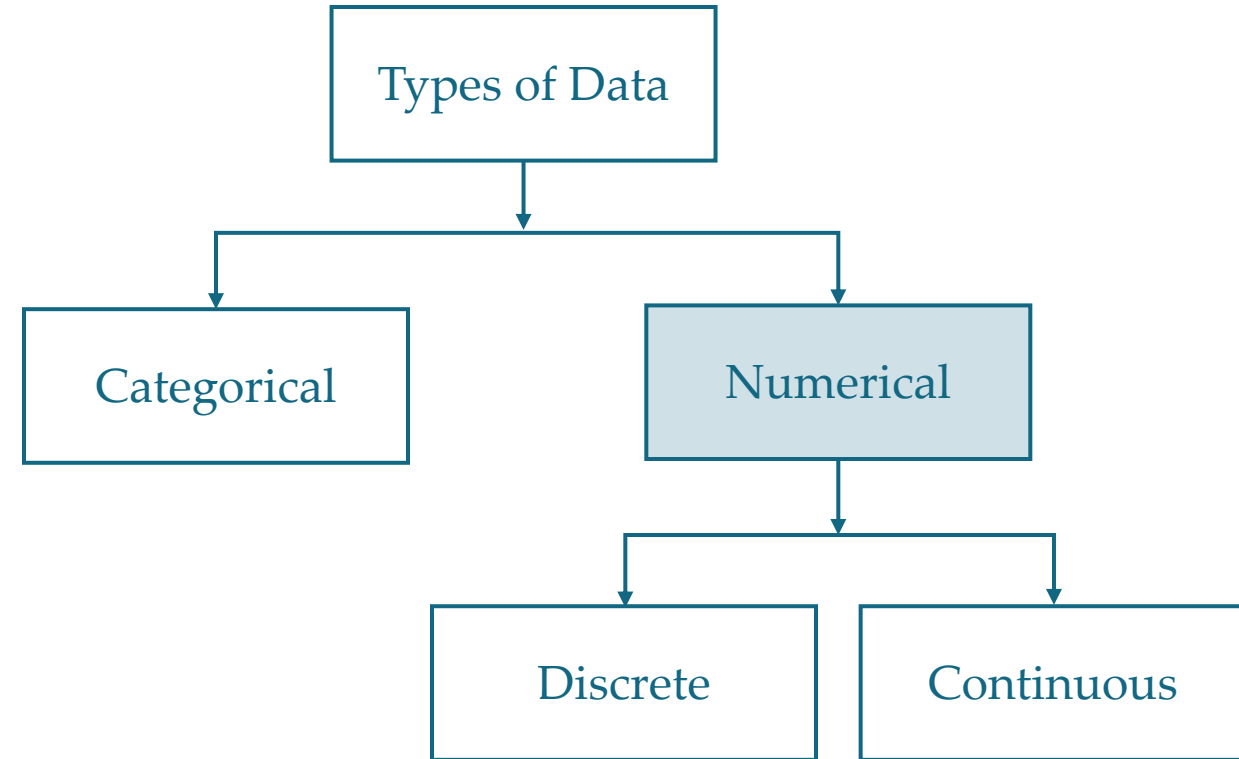 Types of Data
Categorical
Numerical
Discrete
Continuous